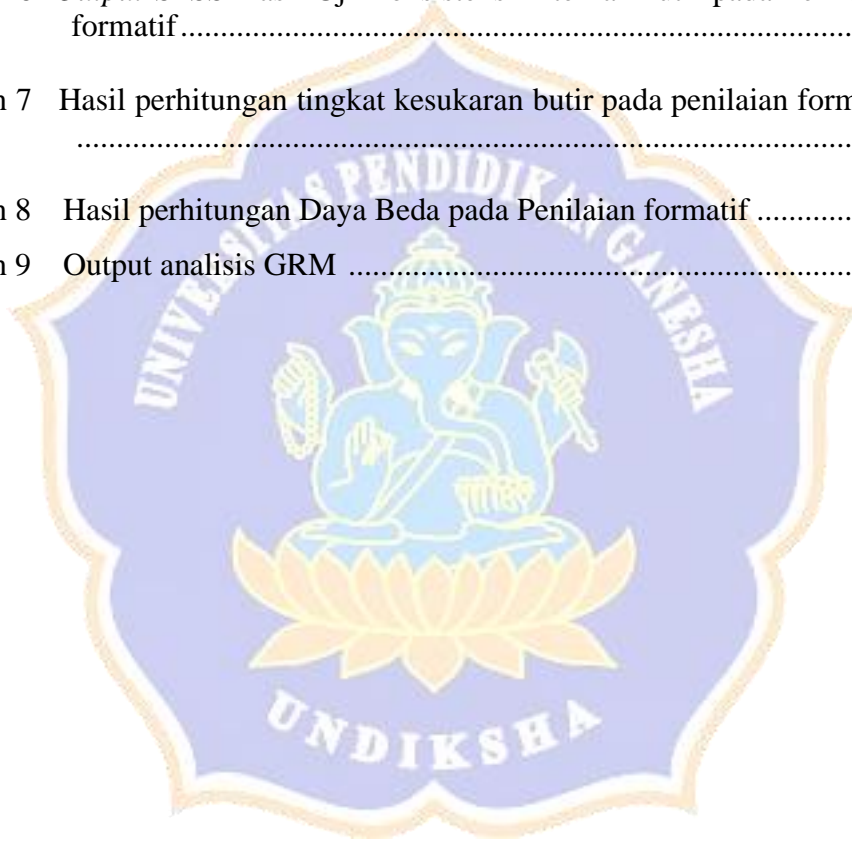 formatif ........................................................................................
n 7 Hasil perhitungan tingkat kesukaran butir pada penilaian form
........................................................................................
n 8 Hasil perhitungan Daya Beda pada Penilaian formatif ............
n 9 Output analisis GRM ................................................................
UNIVERSITAS PENDIDIKAN GANESHA
UNDIKSHA